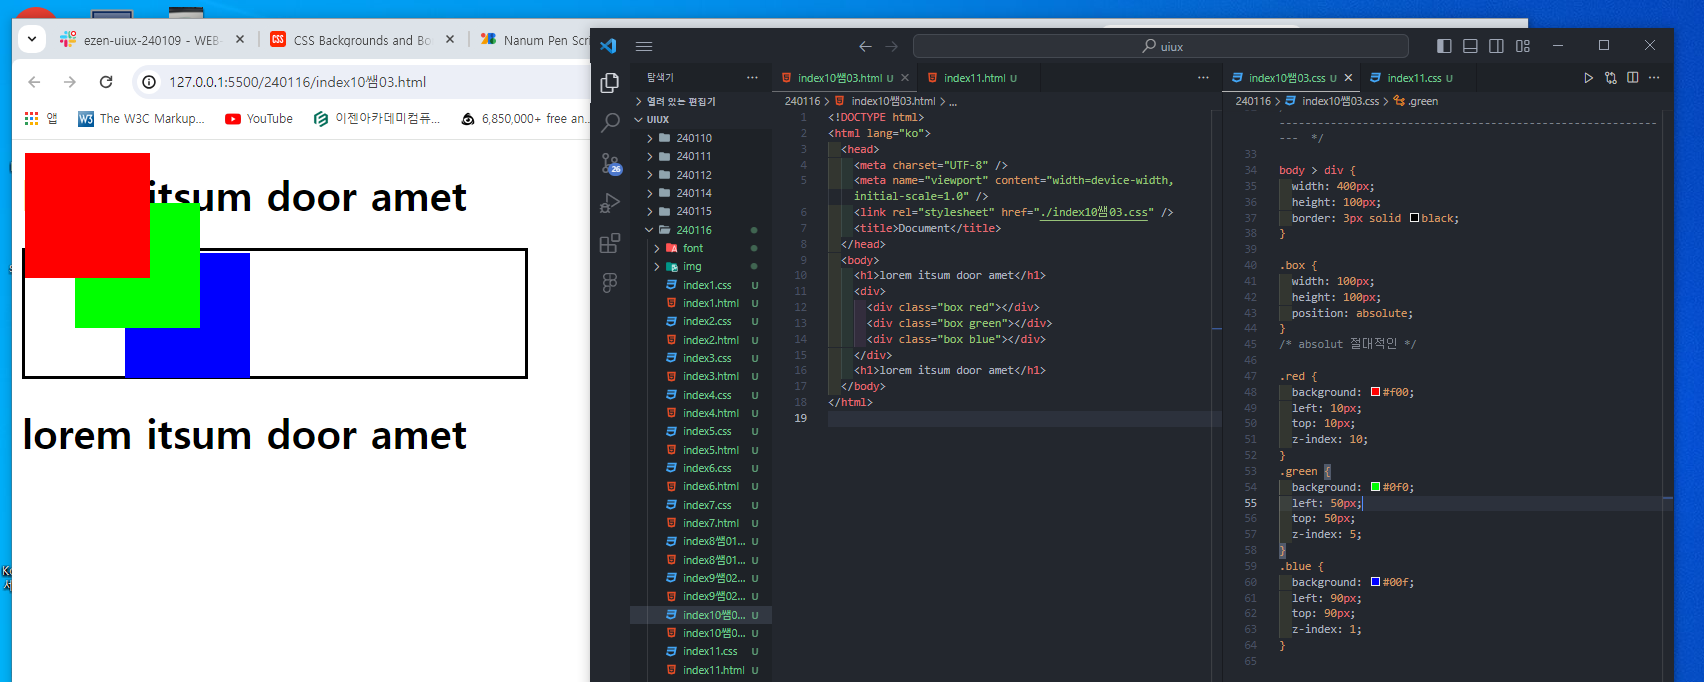 ezen-uiux-240109 - WEB-
CSS Backgrounds and Bo
Nanum Pen Scri
127.0.0.1:5500/240116/index10쌤03.html
앱
The W3C Markup...
YouTube
이젠아카데미컴퓨...
6,850,000+ free an...
lorem itsum door amet
lorem itsum door amet
uiux
탐색기
열려 있는 편집기
UIUX
240110
240111
240112
240114
240115
240116
font
img
index1.css U
index1.html U
index2.css U
index2.html U
index3.css U
index3.html U
index4.css U
index4.html U
index5.css U
index5.html U
index6.css U
index6.html U
index7.css U
index7.html U
index8쌤01... U
index8쌤01... U
index9쌤02... U
index9쌤02... U
index10쌤0... U
index10쌤0... U
index11.css U
index11.html U
26
index10쌤03.html U
index11.html U
240116 > index10쌤03.html > ...
1 <!DOCTYPE html>
2 <html lang="ko">
3 <head>
4 <meta charset="UTF-8" />
5 <meta name="viewport" content="width=device-width,
initial-scale=1.0" />
6 <link rel="stylesheet" href="./index10쌤03.css" />
7 <title>Document</title>
8 </head>
9 <body>
10 <h1>lorem itsum door amet</h1>
11 <div>
12 <div class="box red"></div>
13 <div class="box green"></div>
14 <div class="box blue"></div>
15 </div>
16 <h1>lorem itsum door amet</h1>
17 </body>
18 </html>
19
index10쌤03.css U
index11.css U
240116 > index10쌤03.css > .green
--- */
33
34 body > div {
35 width: 400px;
36 height: 100px;
37 border: 3px solid black;
38 }
39
40 .box {
41 width: 100px;
42 height: 100px;
43 position: absolute;
44 }
45 /* absolut 절대적인 */
46
47 .red {
48 background: #f00;
49 left: 10px;
50 top: 10px;
51 z-index: 10;
52 }
53 .green {
54 background: #0f0;
55 left: 50px;
56 top: 50px;
57 z-index: 5;
58 }
59 .blue {
60 background: #00f;
61 left: 90px;
62 top: 90px;
63 z-index: 1;
64 }
65